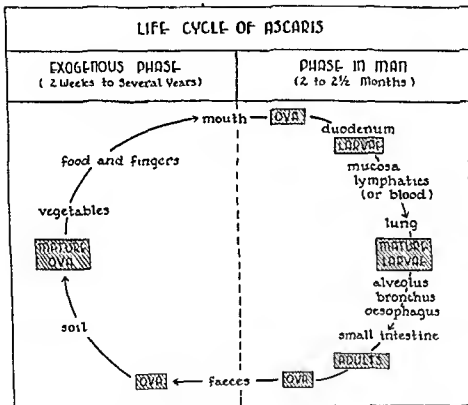 LIFE CYCLE OF ASCARIS
EXOGENOUS PHASE
(2 Weeks to Several Years)
PHASE IN MAN
(2 to 2½ Months)
mouth
OVA
duodenum
LARVAE
mucosa
lymphatics
(or blood)
lung
MATURE
LARVAE
alveolus
bronchus
oesophagus
small intestine
ADULTS
OVA
faeces
OVA
soil
MATURE
OVA
vegetables
food and fingers